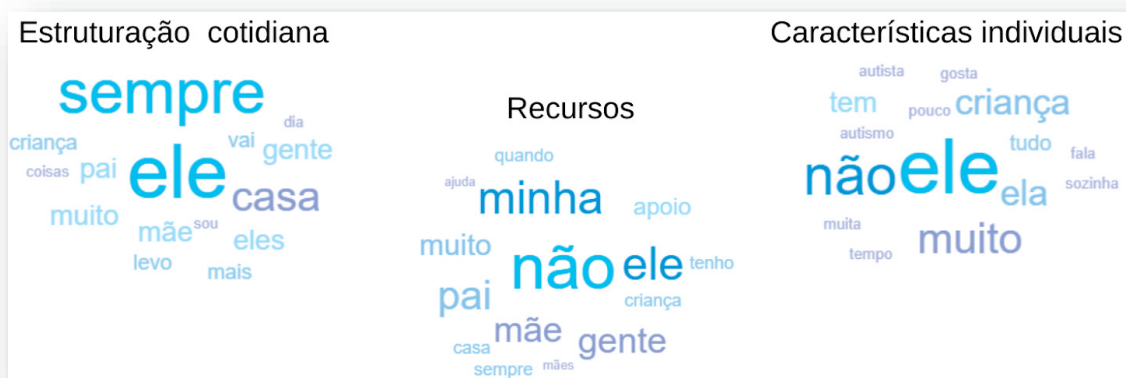 Estruturação cotidiana
sempre
dia
criança
vai
gente
coisas
pai
ele
casa
muito
mãe
sou
eles
levo
mais
Recursos
quando
ajuda
minha
apoio
muito
não
ele
tenho
pai
criança
mãe
gente
casa
sempre
mães
Características individuais
autista
gosta
tem
pouco
criança
autismo
tudo
fala
não
ele
ela
sozinha
muita
muito
tempo